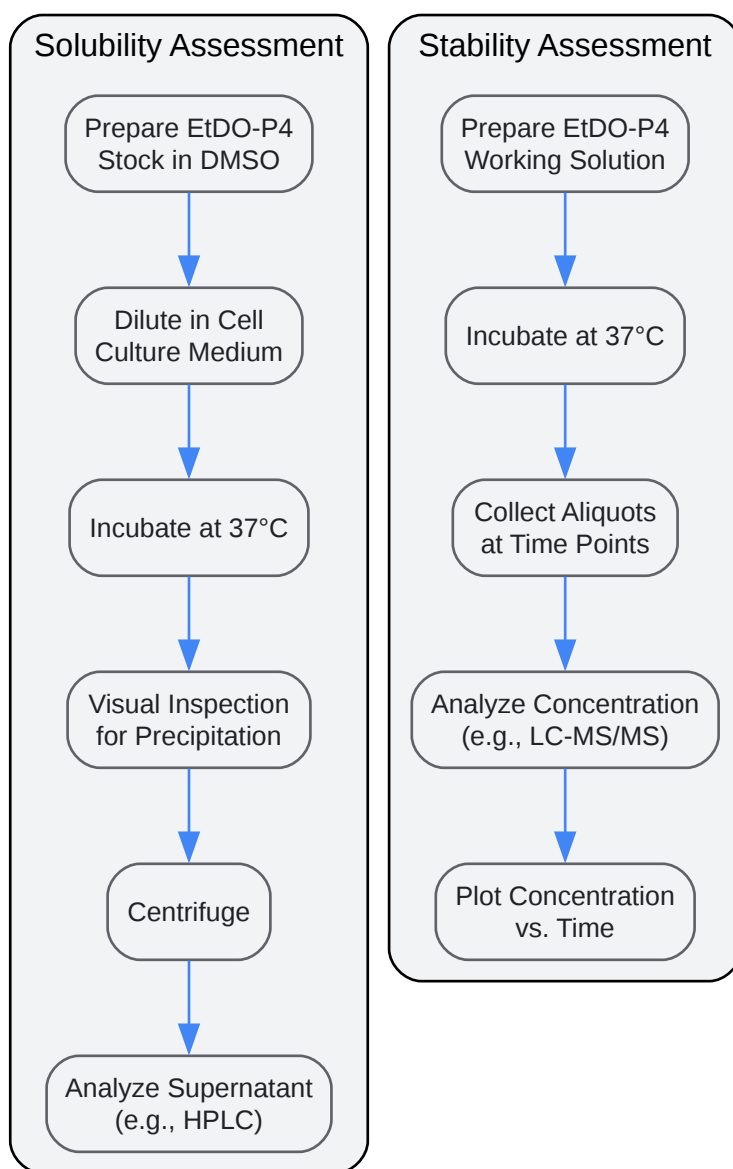 Solubility Assessment
Prepare EtDO-P4
Stock in DMSO
Dilute in Cell
Culture Medium
Incubate at 37°C
Visual Inspection
for Precipitation
Centrifuge
Analyze Supernatant
(e.g., HPLC)
Stability Assessment
Prepare EtDO-P4
Working Solution
Incubate at 37°C
Collect Aliquots
at Time Points
Analyze Concentration
(e.g., LC-MS/MS)
Plot Concentration
vs. Time